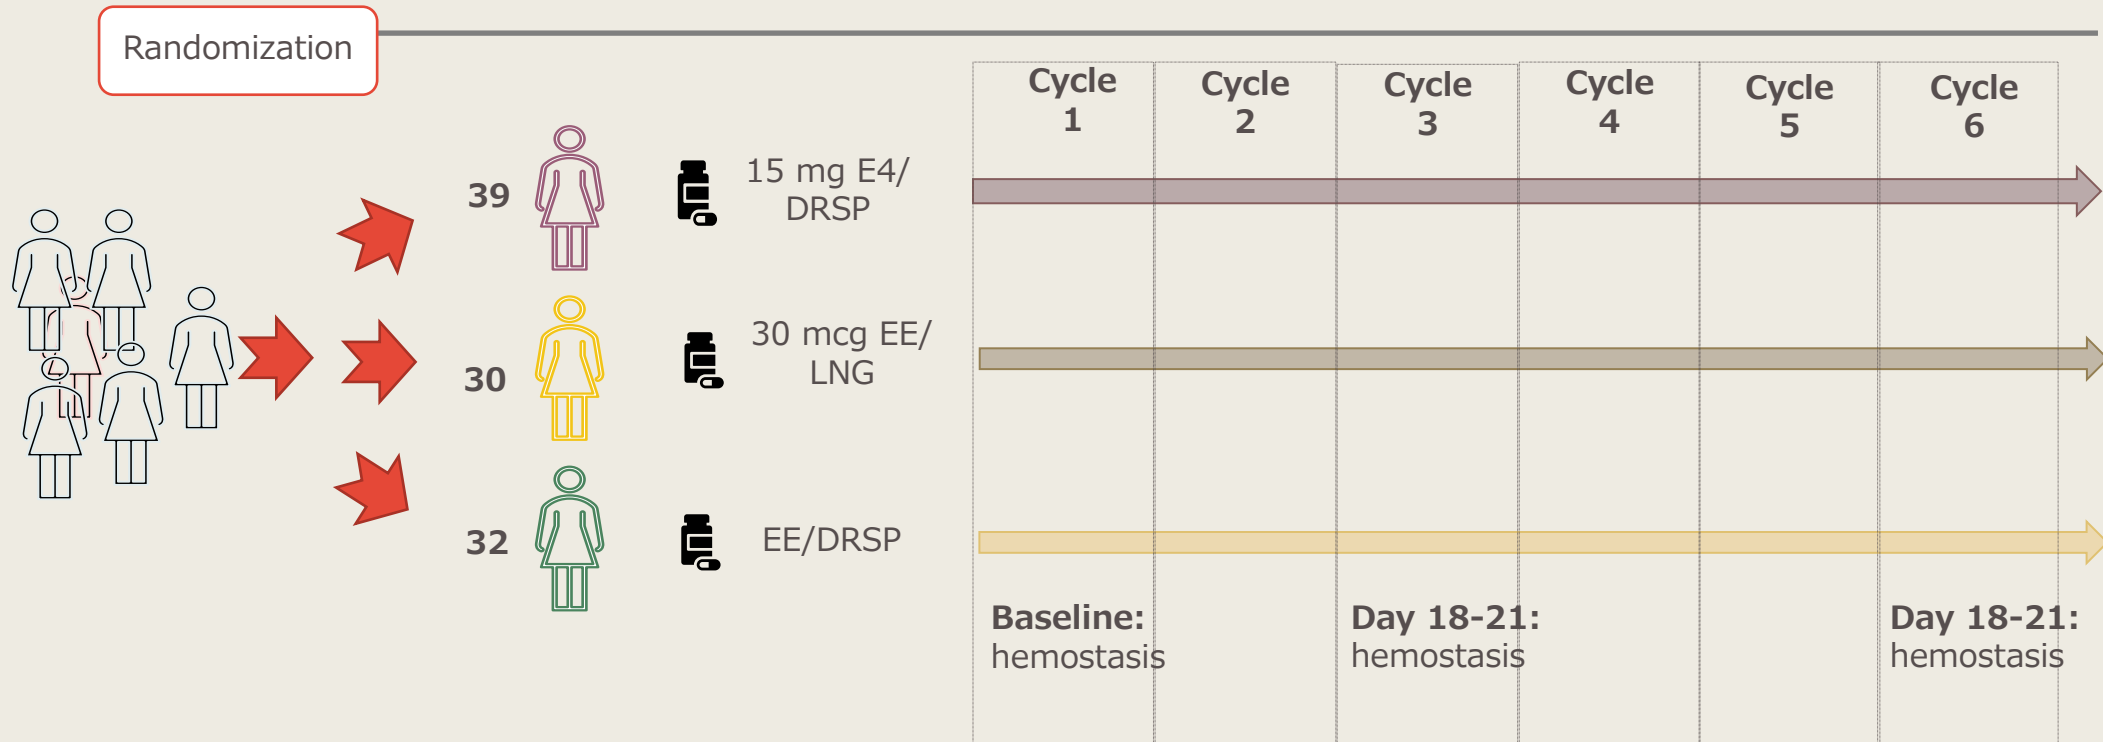 Randomization
Cycle
1
Cycle
2
Cycle
3
Cycle
4
Cycle
5
Cycle
6
39
15 mg E4/
DRSP
30
30 mcg EE/
LNG
32
EE/DRSP
Baseline:
hemostasis
Day 18-21:
hemostasis
Day 18-21:
hemostasis